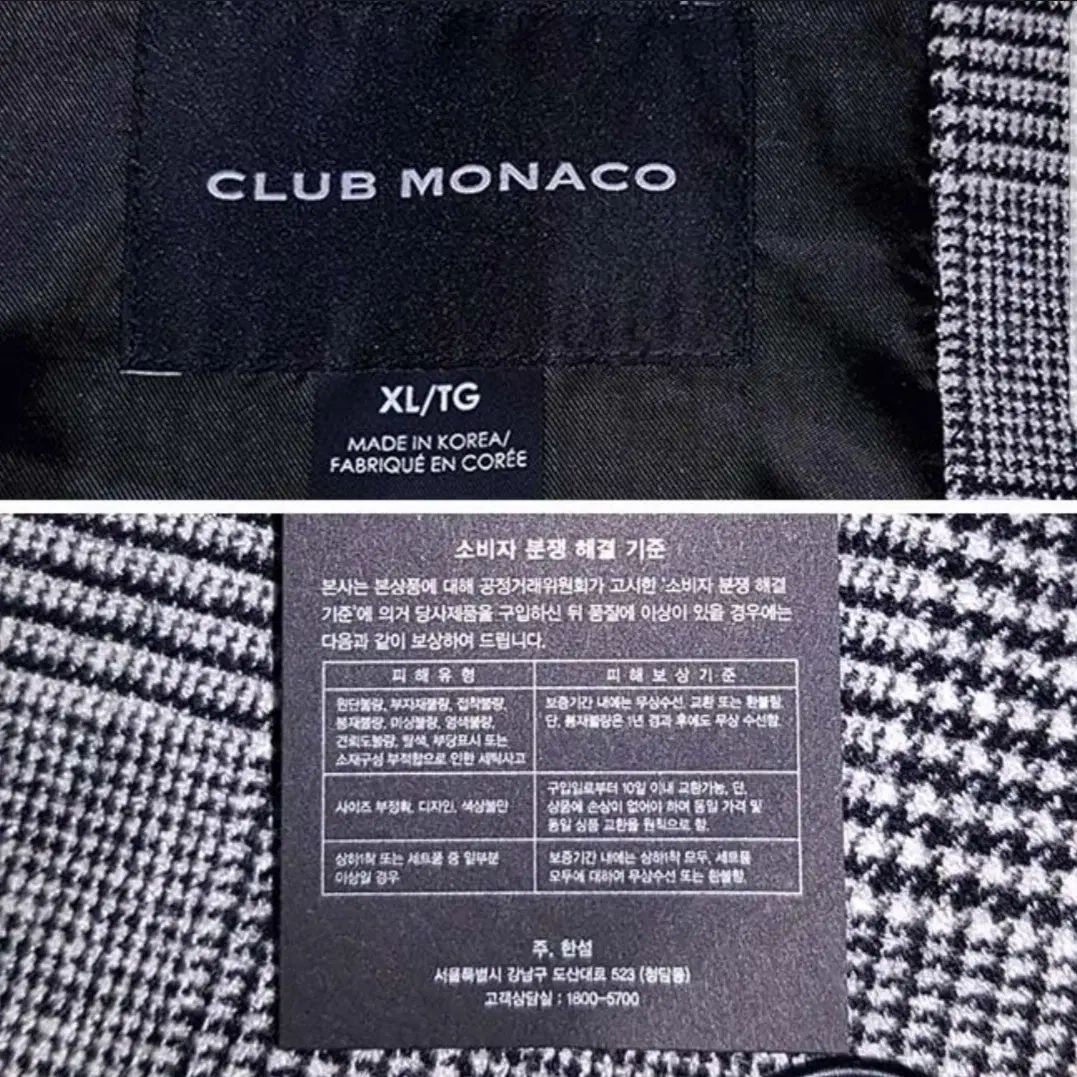 CLUB MONACO
XL/TG
MADE IN KOREA/
FABRIQUÉ EN CORÉE
소비자 분쟁 해결 기준
본사는 본상품에 대해 공정거래위원회가 고시한 '소비자 분쟁 해결
기준'에 의거 당사제품을 구입하신 뒤 품질에 이상이 있을 경우에는
다음과 같이 보상하여 드립니다.
피 해 유 형
피 해 보 상 기 준
원단불량, 부자재불량, 접착불량,
봉재불량, 미싱불량, 염색불량,
견뢰도불량, 탈색, 부당표시 또는
소재구성 부적합으로 인한 세탁사고
보증기간 내에는 무상수선, 교환 또는 환불함.
단, 봉재불량은 1년 경과 후에도 무상 수선함.
사이즈 부정확, 디자인, 색상불만
구입일로부터 10일 이내 교환가능, 단,
상품에 손상이 없어야 하며 동일 가격 및
동일 상품 교환을 원칙으로 함.
상하1착 또는 세트품 중 일부분
이상일 경우
보증기간 내에는 상하1착 모두, 세트품
모두에 대하여 무상수선 또는 환불함.
주. 한섬
서울특별시 강남구 도산대로 523 (청담동)
고객상담실 : 1800-5700